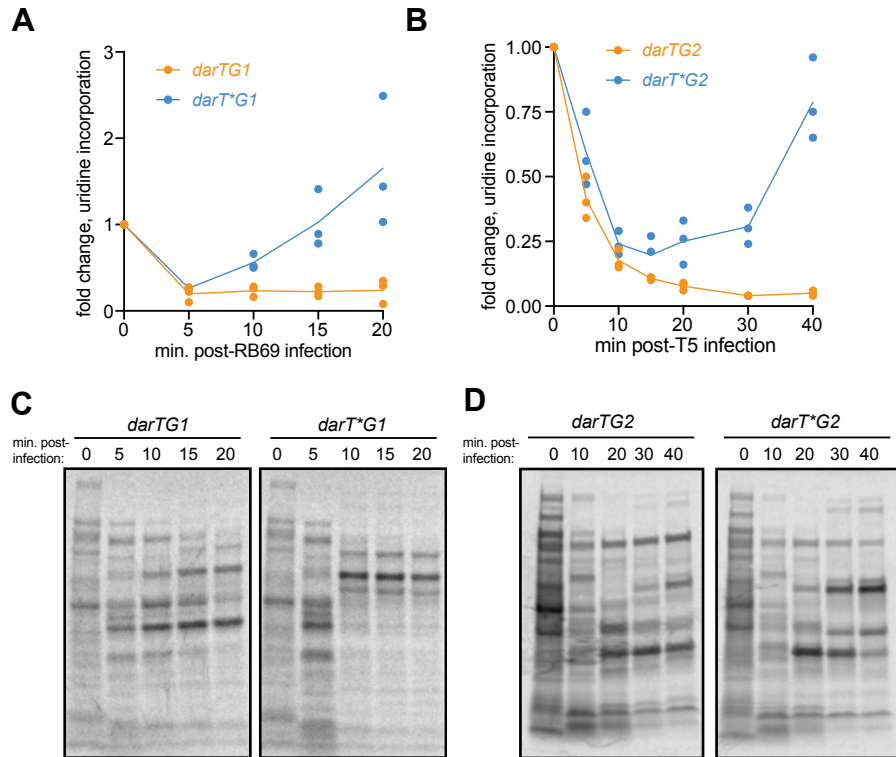 A
fold change, uridine incorporation
3
2
1
0
darTG1
darT*G1
0 5 10 15 20
min. post-RB69 infection
B
fold change, uridine incorporation
1.00
0.75
0.50
0.25
0.00
darTG2
darT*G2
0 10 20 30 40
min post-T5 infection
C
darTG1 darT*G1
min. post-
infection: 0 5 10 15 20 0 5 10 15 20
D
darTG2 darT*G2
min. post-
infection: 0 10 20 30 40 0 10 20 30 40